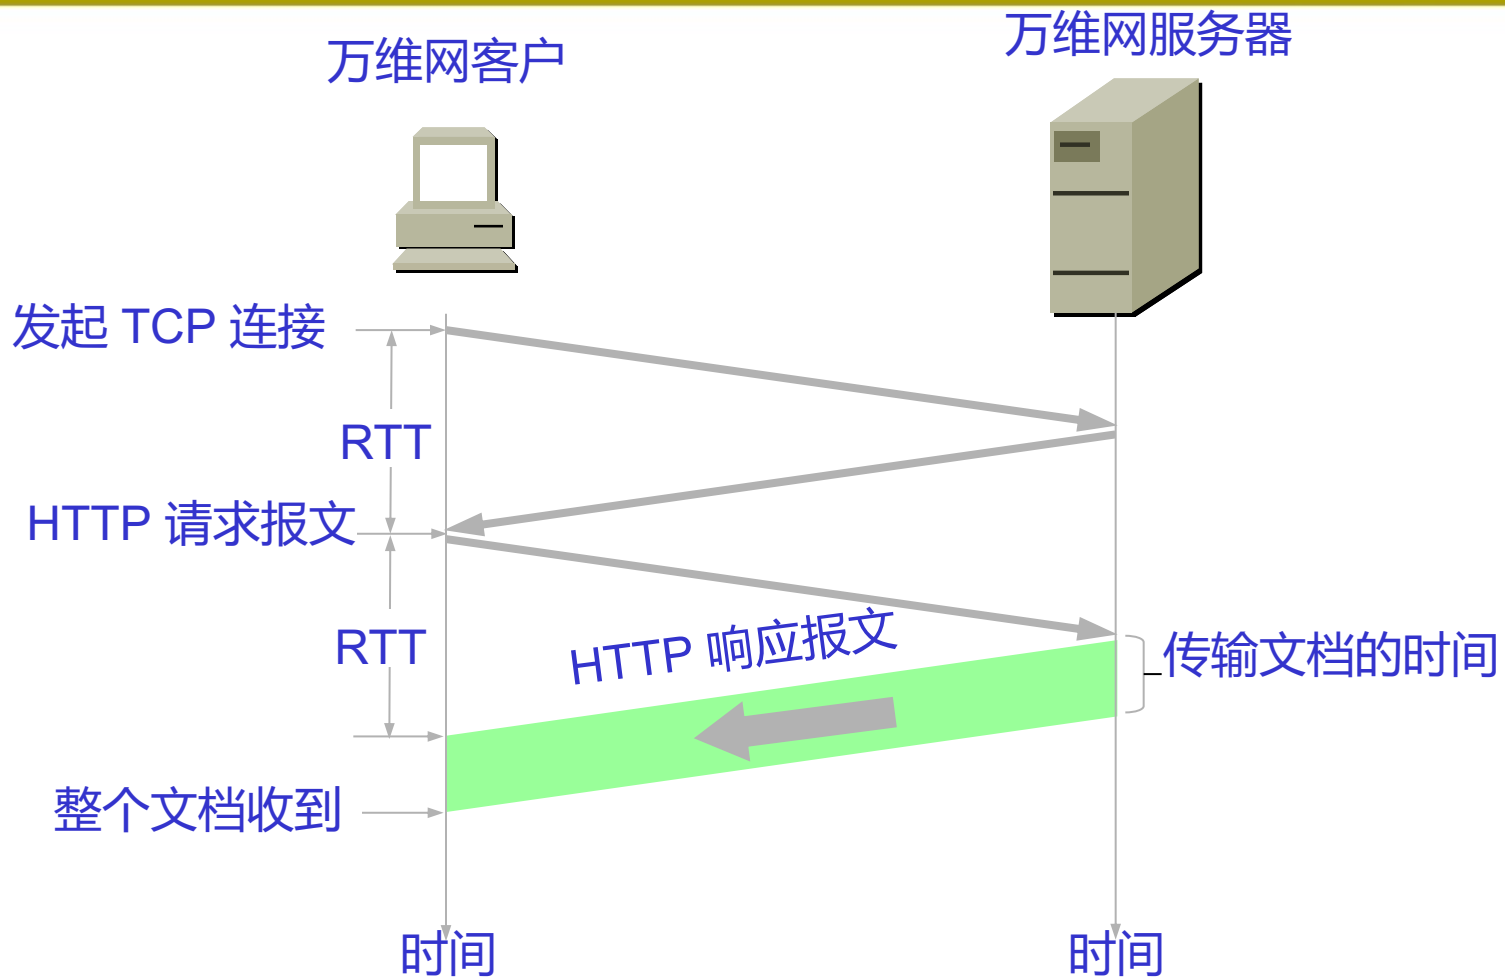 万维网客户
万维网服务器
发起 TCP 连接
RTT
HTTP 请求报文
RTT
HTTP 响应报文
传输文档的时间
整个文档收到
时间
时间